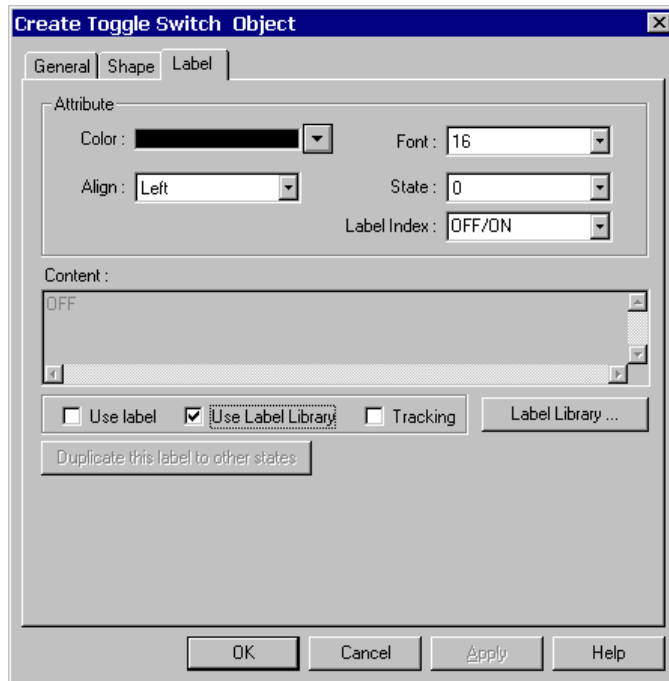 Create Toggle Switch Object
General Shape Label
Attribute
Color : Font : 16
Align : Left State : 0
Label Index : OFF/ON
Content :
OFF
Use label Use Label Library Tracking Label Library ...
Duplicate this label to other states
OK Cancel Apply Help